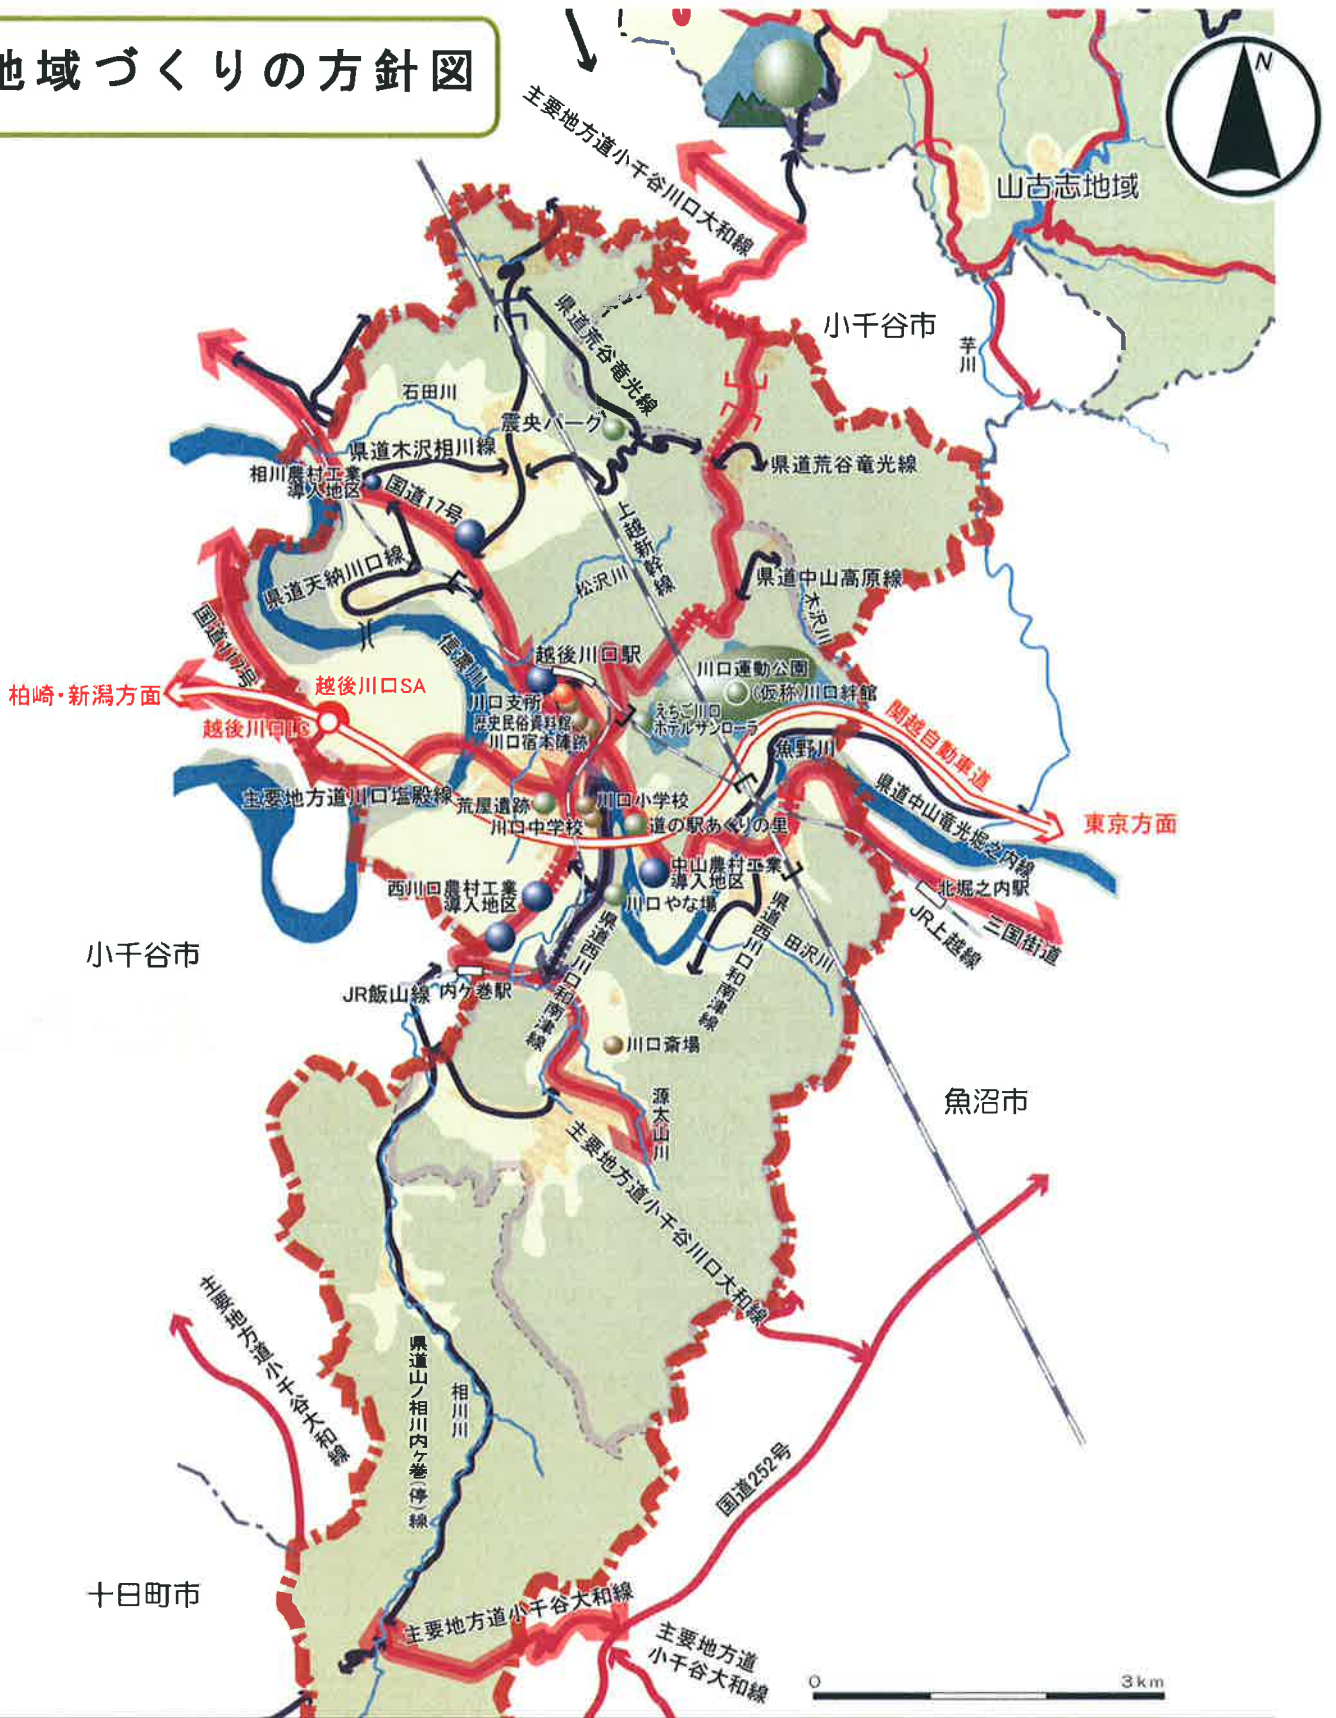 地域づくりの方針図
N
主要地方道小千谷川口大和線
山古志地域
小千谷市
芋川
県道荒谷竜光線
石田川
震央パーク
県道木沢相川線
県道荒谷竜光線
相川農村工業
導入地区
国道17号
上越新幹線
県道天納川口線
松沢川
県道中山高原線
木沢川
国道117号
信濃川
越後川口駅
川口運動公園
(仮称)川口絆館
柏崎・新潟方面
越後川口SA
川口支所
えちご川口
ホテルサンローラ
歴史民俗資料館
越後川口IC
川口宿本陣跡
関越自動車道
魚野川
主要地方道川口塩殿線
荒屋遺跡
川口小学校
県道中山竜光堀之内線
川口中学校
道の駅あぐりの里
東京方面
中山農村工業
導入地区
西川口農村工業
導入地区
川口やな場
北堀之内駅
JR上越線
三国街道
小千谷市
県道西川口和南津線
県道西川口和南津線
田沢川
JR飯山線
内ケ巻駅
川口斎場
源太山川
魚沼市
主要地方道小千谷川口大和線
主要地方道小千谷大和線
県道山ノ相川内ケ巻(停)線
相川川
国道252号
十日町市
主要地方道小千谷大和線
主要地方道
小千谷大和線
0
3km